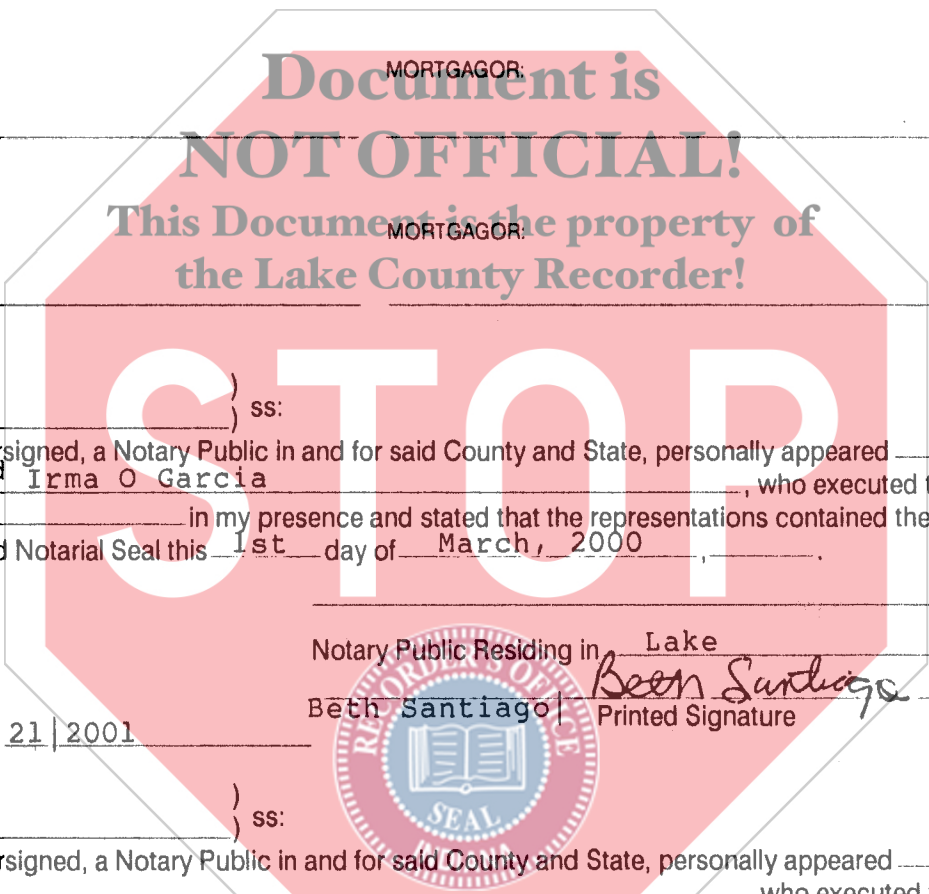 MORTGAGOR:
Document is
NOT OFFICIAL!
This Document is the property of
MORTGAGOR:
the Lake County Recorder!
STOP
) 
) ss:
rsigned, a Notary Public in and for said County and State, personally appeared
d Irma O Garcia , who executed t
in my presence and stated that the representations contained the
d Notarial Seal this 1st day of March, 2000 , .
Notary Public Residing in Lake
Beth Santiago
Beth Santiago| Printed Signature
21|2001
RECORDER'S OFFICE
SEAL
INDIANA
)
) ss:
rsigned, a Notary Public in and for said County and State, personally appeared
who executed